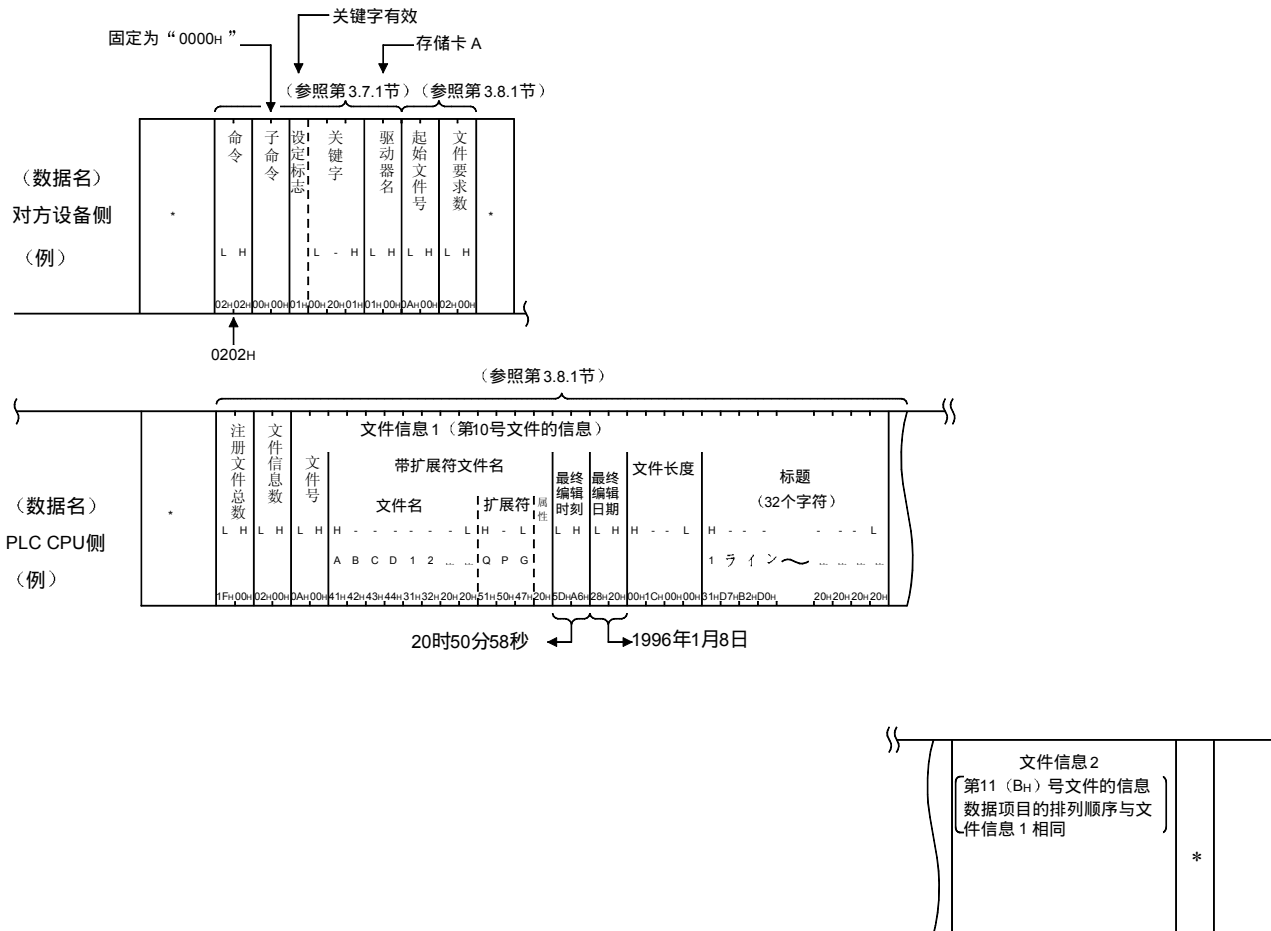 关键字有效
固定为“0000H”
存储卡 A
（参照第3.7.1节）（参照第3.8.1节）
命令
子命令
设定标志
关键字
驱动器名
起始文件号
文件要求数
（数据名）
对方设备侧
（例）
*
*
L H
L - H
L H
L H
L H
02H 02H 00H 00H 01H 00H 20H 01H 01H 00H 0AH 00H 02H 00H
0202H
（参照第3.8.1节）
文件信息1（第10号文件的信息）
注册文件总数
文件信息数
文件号
带扩展符文件名
文件名
扩展符
属性
最终编辑时刻
最终编辑日期
文件长度
标题
（32个字符）
（数据名）
PLC CPU侧
（例）
*
L H L H L H H - - - - - - L H - L L H L H H - - L H - - - - - - L
A B C D 1 2 ... ... Q P G 1 ライン～ ... ... ... ...
1FH 00H 02H 00H 0AH 00H 41H 42H 43H 44H 31H 32H 20H 20H 51H 50H 47H 20H 5DH A6H 28H 20H 00H 1CH 00H 00H 31H D7H B2H D0H 20H 20H 20H 20H
20时50分58秒
1996年1月8日
文件信息2
第11（BH）号文件的信息
数据项目的排列顺序与文
件信息1相同
*